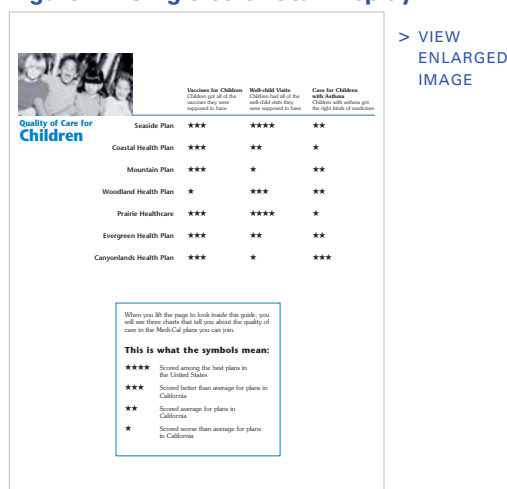 > VIEW
ENLARGED
IMAGE
Vaccines for Children Well-child Visits Care for Children
Children got all of the Children had all of the with Asthma
vaccines they were well-child visits they Children with asthma got
supposed to have were supposed to have the right kinds of medicines
Quality of Care for
Children
Seaside Plan ★★★ ★★★★ ★★
Coastal Health Plan ★★★ ★★ ★
Mountain Plan ★★★ ★ ★★
Woodland Health Plan ★ ★★★ ★★
Prairie Healthcare ★★★ ★★★★ ★
Evergreen Health Plan ★★★ ★★ ★★
Canyonlands Health Plan ★★★ ★ ★★★
When you lift the page to look inside this guide, you
will see three charts that tell you about the quality of
care in the Medi-Cal plans you can join.
This is what the symbols mean:
★★★★ Scored among the best plans in
the United States
★★★ Scored better than average for plans in
California
★★ Scored average for plans in
California
★ Scored worse than average for plans
in California